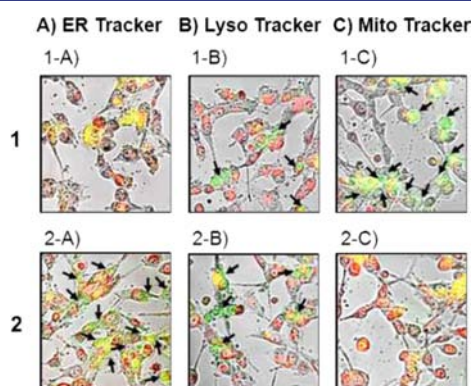 A) ER Tracker B) Lyso Tracker C) Mito Tracker
1-A) 1-B) 1-C)
1
2-A) 2-B) 2-C)
2